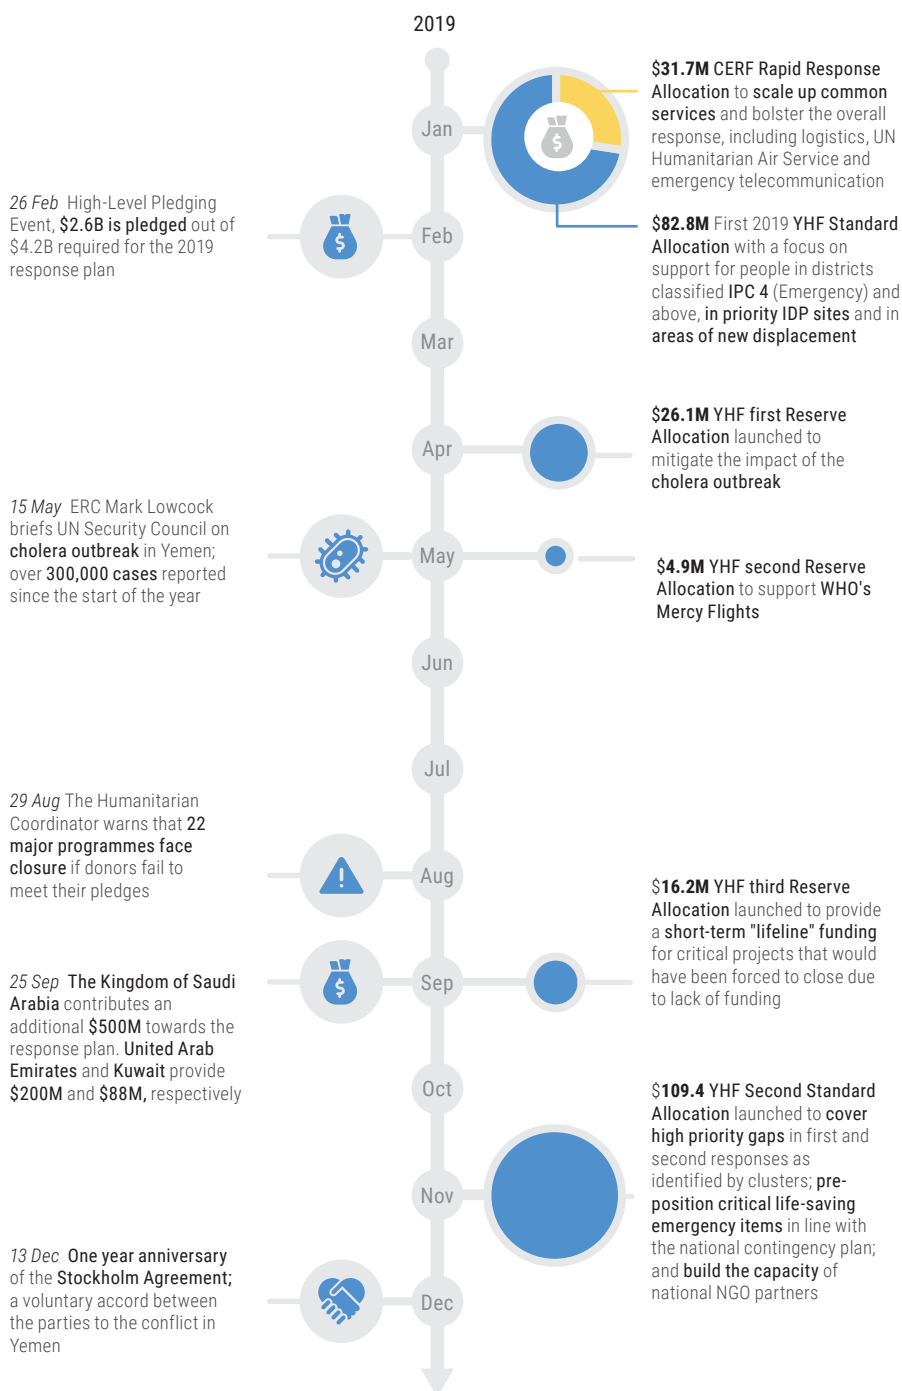 2019
Jan
$31.7M CERF Rapid Response
Allocation to scale up common
services and bolster the overall
response, including logistics, UN
Humanitarian Air Service and
emergency telecommunication
$
26 Feb High-Level Pledging
Event, $2.6B is pledged out of
$4.2B required for the 2019
response plan
$
Feb
$82.8M First 2019 YHF Standard
Allocation with a focus on
support for people in districts
classified IPC 4 (Emergency) and
above, in priority IDP sites and in
areas of new displacement
Mar
Apr
$26.1M YHF first Reserve
Allocation launched to
mitigate the impact of the
cholera outbreak
15 May ERC Mark Lowcock
briefs UN Security Council on
cholera outbreak in Yemen;
over 300,000 cases reported
since the start of the year
May
$4.9M YHF second Reserve
Allocation to support WHO's
Mercy Flights
Jun
Jul
29 Aug The Humanitarian
Coordinator warns that 22
major programmes face
closure if donors fail to
meet their pledges
!
Aug
$16.2M YHF third Reserve
Allocation launched to provide
a short-term "lifeline" funding
for critical projects that would
have been forced to close due
to lack of funding
25 Sep The Kingdom of Saudi
Arabia contributes an
additional $500M towards the
response plan. United Arab
Emirates and Kuwait provide
$200M and $88M, respectively
$
Sep
Oct
$109.4 YHF Second Standard
Allocation launched to cover
high priority gaps in first and
second responses as
identified by clusters; pre-
position critical life-saving
emergency items in line with
the national contingency plan;
and build the capacity of
national NGO partners
Nov
13 Dec One year anniversary
of the Stockholm Agreement;
a voluntary accord between
the parties to the conflict in
Yemen
Dec